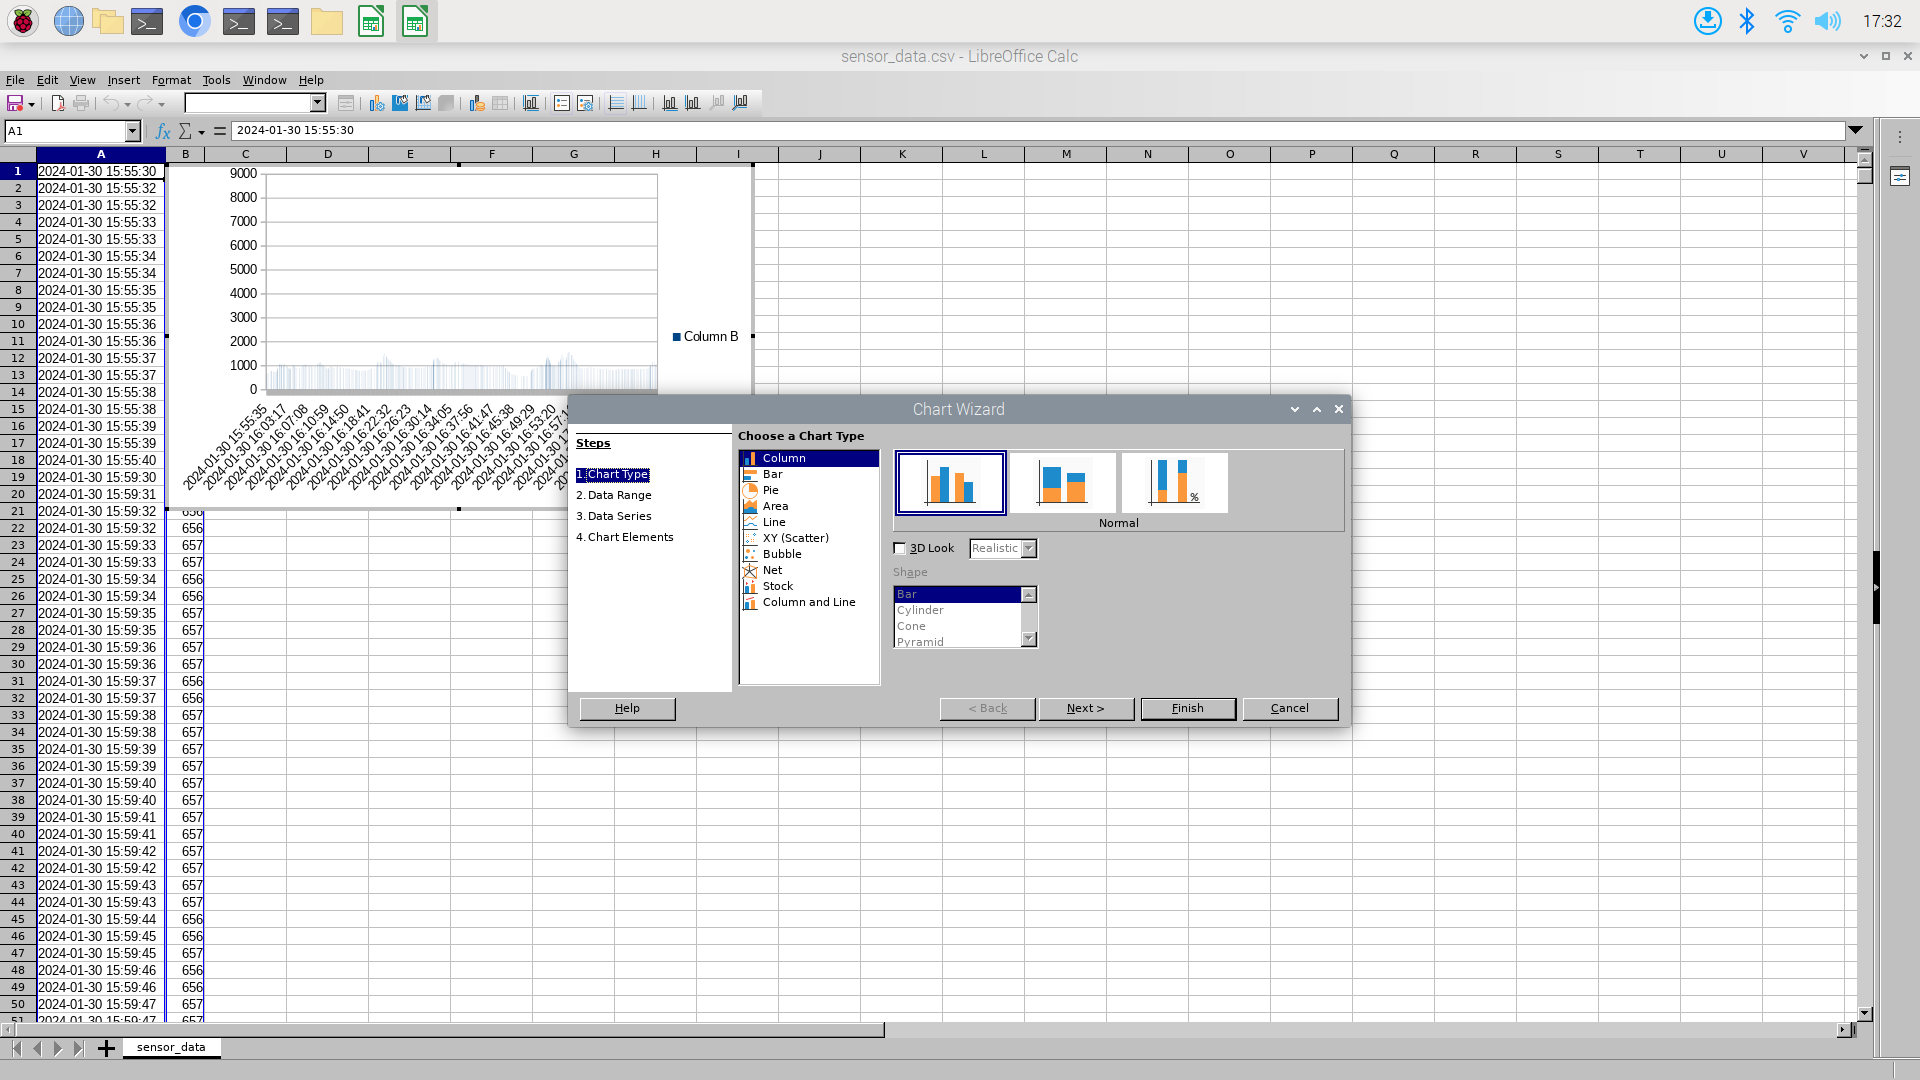 17:32
sensor_data.csv - LibreOffice Calc
File Edit View Insert Format Tools Window Help
A1
2024-01-30 15:55:30
A B C D E F G H I J K L M N O P Q R S T U V
1 2024-01-30 15:55:30
2 2024-01-30 15:55:32
3 2024-01-30 15:55:32
4 2024-01-30 15:55:33
5 2024-01-30 15:55:33
6 2024-01-30 15:55:34
7 2024-01-30 15:55:34
8 2024-01-30 15:55:35
9 2024-01-30 15:55:35
10 2024-01-30 15:55:36
11 2024-01-30 15:55:36
12 2024-01-30 15:55:37
13 2024-01-30 15:55:37
14 2024-01-30 15:55:38
15 2024-01-30 15:55:38
16 2024-01-30 15:55:39
17 2024-01-30 15:55:39
18 2024-01-30 15:55:40
19 2024-01-30 15:59:30
20 2024-01-30 15:59:31
21 2024-01-30 15:59:32 656
22 2024-01-30 15:59:32 656
23 2024-01-30 15:59:33 657
24 2024-01-30 15:59:33 657
25 2024-01-30 15:59:34 656
26 2024-01-30 15:59:34 656
27 2024-01-30 15:59:35 657
28 2024-01-30 15:59:35 657
29 2024-01-30 15:59:36 657
30 2024-01-30 15:59:36 657
31 2024-01-30 15:59:37 656
32 2024-01-30 15:59:37 656
33 2024-01-30 15:59:38 657
34 2024-01-30 15:59:38 657
35 2024-01-30 15:59:39 657
36 2024-01-30 15:59:39 657
37 2024-01-30 15:59:40 657
38 2024-01-30 15:59:40 657
39 2024-01-30 15:59:41 657
40 2024-01-30 15:59:41 657
41 2024-01-30 15:59:42 657
42 2024-01-30 15:59:42 657
43 2024-01-30 15:59:43 657
44 2024-01-30 15:59:43 657
45 2024-01-30 15:59:44 656
46 2024-01-30 15:59:45 656
47 2024-01-30 15:59:45 657
48 2024-01-30 15:59:46 656
49 2024-01-30 15:59:46 656
50 2024-01-30 15:59:47 657
51 2024-01-30 15:59:47 657
9000
8000
7000
6000
5000
4000
3000
2000
1000
0
Column B
2024-01-30 15:55:35
2024-01-30 16:03:17
2024-01-30 16:07:08
2024-01-30 16:10:59
2024-01-30 16:14:50
2024-01-30 16:18:41
2024-01-30 16:22:32
2024-01-30 16:26:23
2024-01-30 16:30:14
2024-01-30 16:34:05
2024-01-30 16:37:56
2024-01-30 16:41:47
2024-01-30 16:45:38
2024-01-30 16:49:29
2024-01-30 16:53:20
Chart Wizard
Steps
1. Chart Type
2. Data Range
3. Data Series
4. Chart Elements
Choose a Chart Type
Column
Bar
Pie
Area
Line
XY (Scatter)
Bubble
Net
Stock
Column and Line
%
Normal
3D Look Realistic
Shape
Bar
Cylinder
Cone
Pyramid
Help < Back Next > Finish Cancel
sensor_data